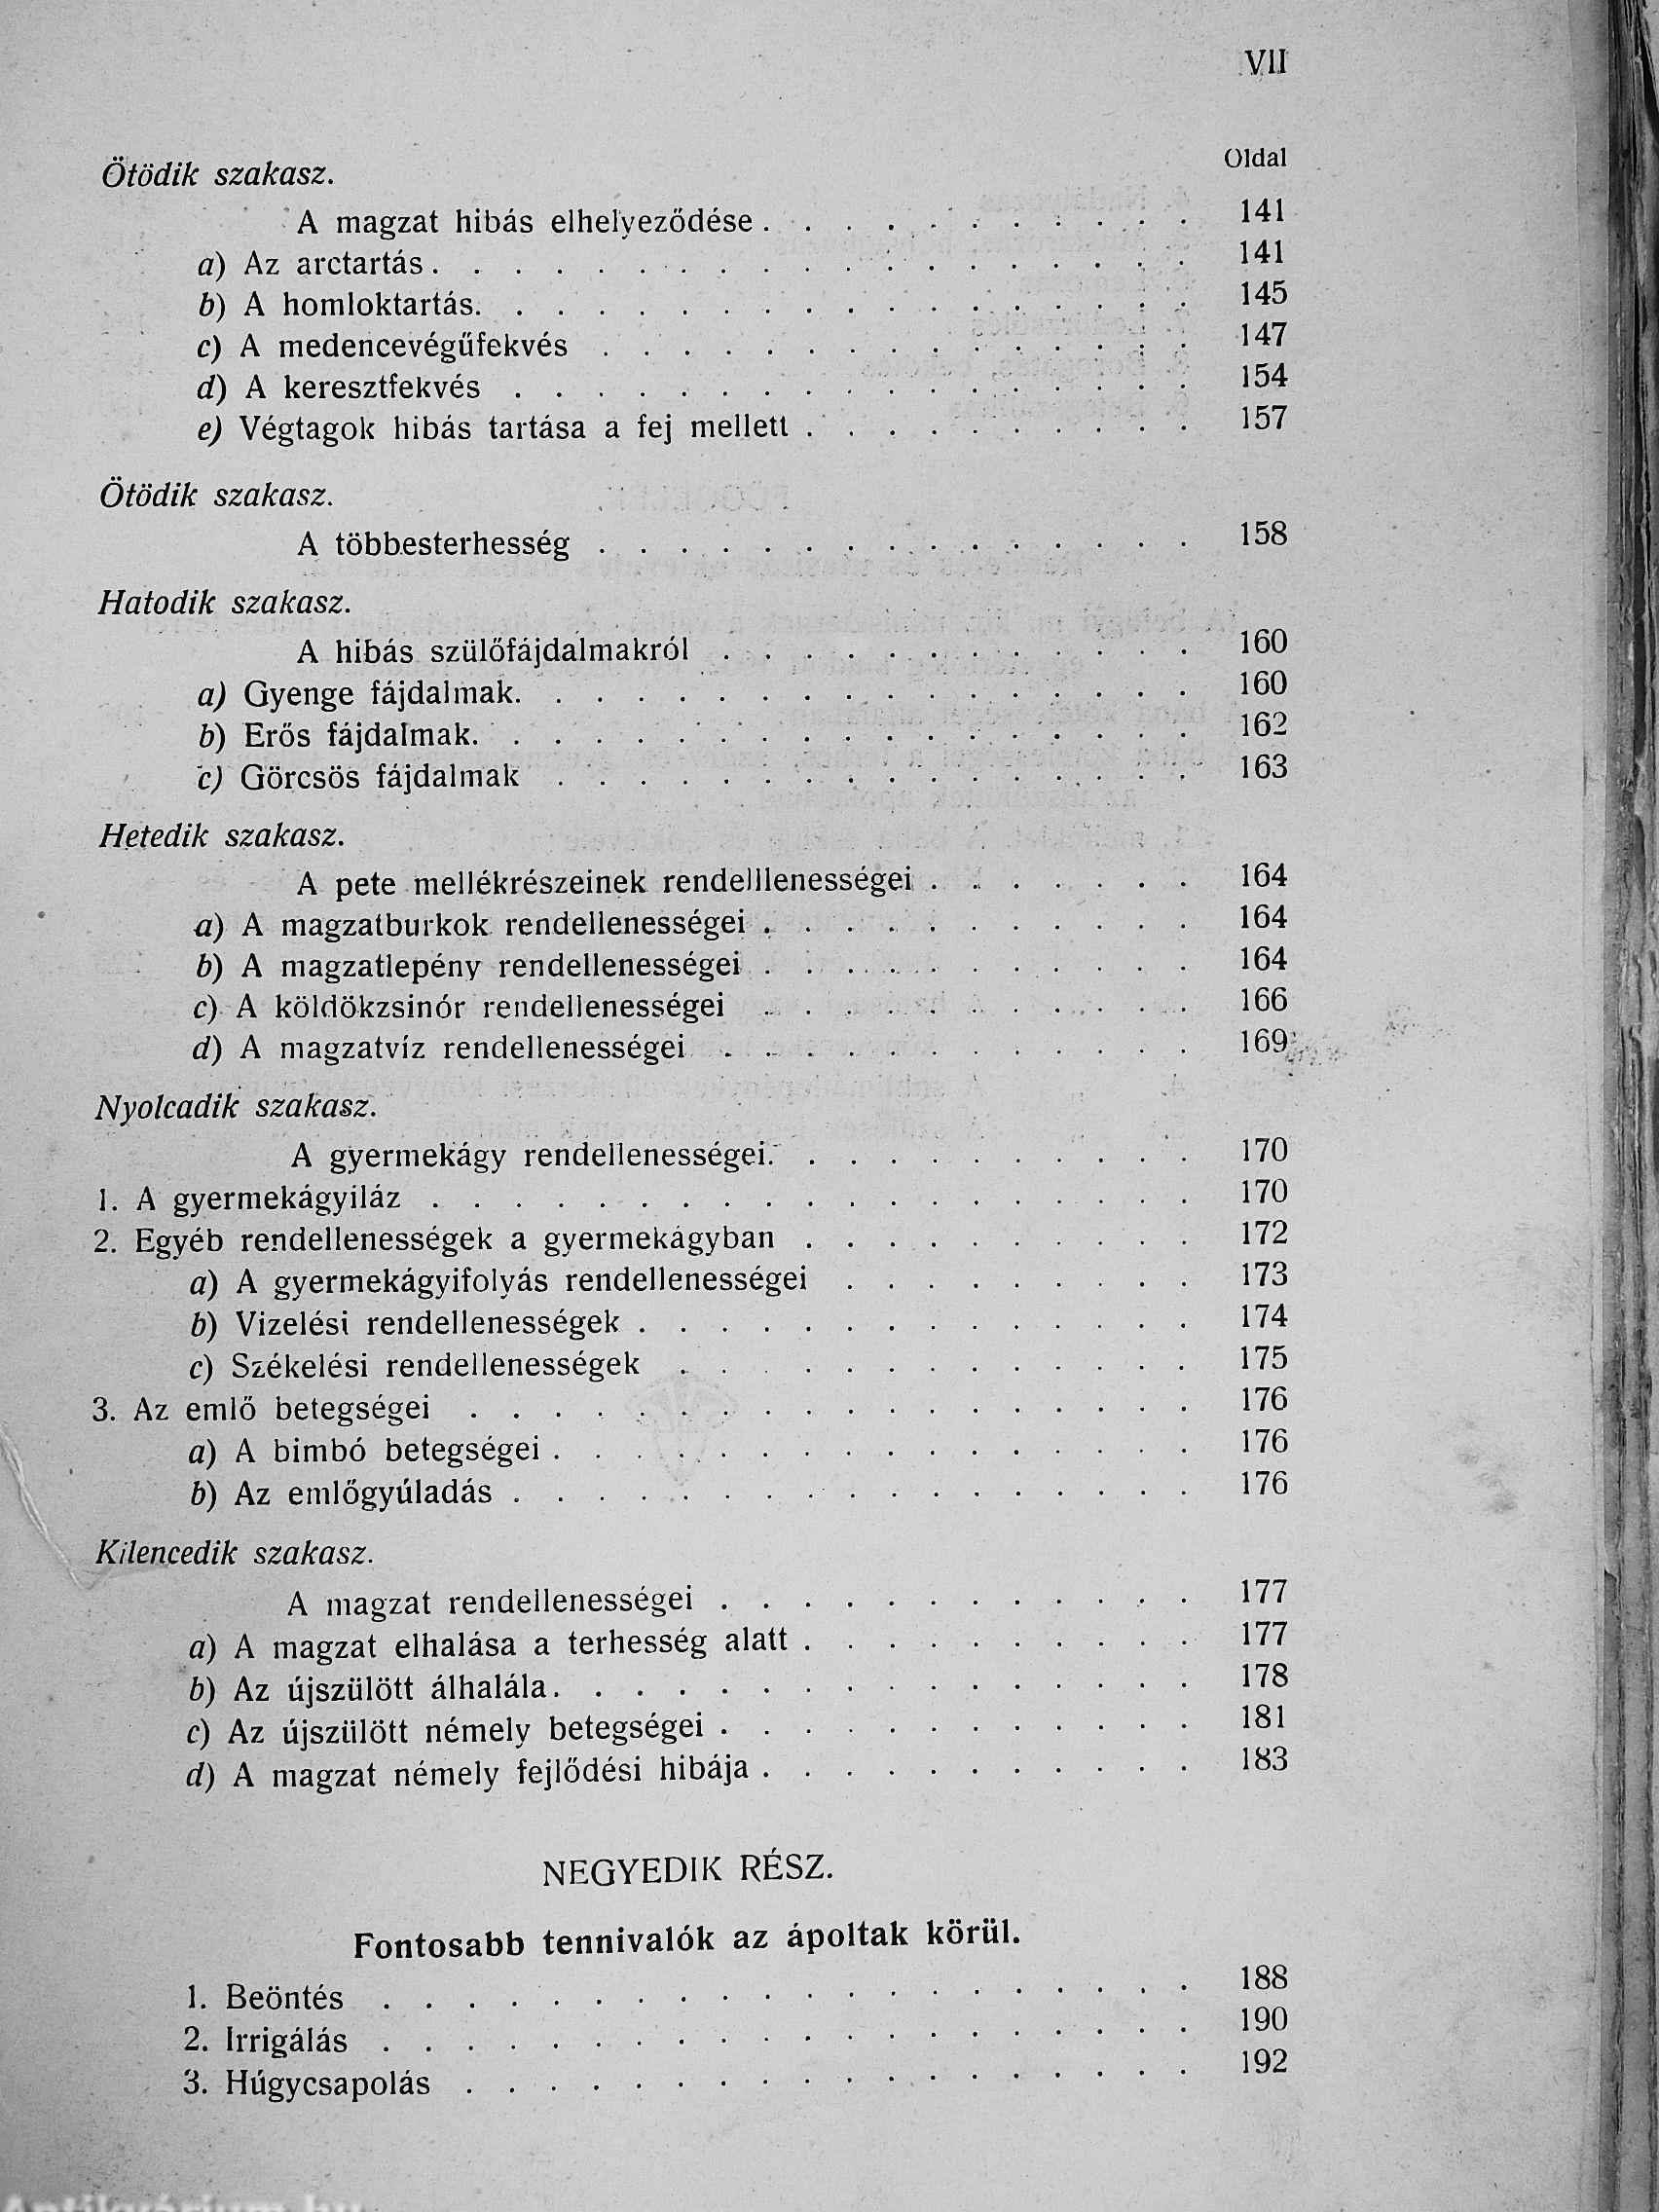 VII
Oldal
Ötödik szakasz.
A magzat hibás elhelyeződése . . . . . . . . . . . 141
a) Az arctartás . . . . . . . . . . . . . . . . . . . 141
b) A homloktartás. . . . . . . . . . . . . . . . . . 145
c) A medencevégűfekvés . . . . . . . . . . . . . . . 147
d) A keresztfekvés . . . . . . . . . . . . . . . . . 154
e) Végtagok hibás tartása a fej mellett . . . . . . . . . . 157
Ötödik szakasz.
A többesterhesség . . . . . . . . . . . . . . . 158
Hatodik szakasz.
A hibás szülőfájdalmakról . . . . . . . . . . . . 160
a) Gyenge fájdalmak. . . . . . . . . . . . . . . . . 160
b) Erős fájdalmak. . . . . . . . . . . . . . . . . . 162
c) Görcsös fájdalmak . . . . . . . . . . . . . . . . 163
Hetedik szakasz.
A pete mellékrészeinek rendelllenességei . . . . . . . 164
a) A magzatburkok rendellenességei . . . . . . . . . . . 164
b) A magzatlepény rendellenességei . . . . . . . . . . . 164
c) A köldökzsinór rendellenességei . . . . . . . . . . . 166
d) A magzatvíz rendellenességei . . . . . . . . . . . . 169
Nyolcadik szakasz.
A gyermekágy rendellenességei. . . . . . . . . . . 170
1. A gyermekágyiláz . . . . . . . . . . . . . . . . . . . 170
2. Egyéb rendellenességek a gyermekágyban . . . . . . . . . . 172
a) A gyermekágyifolyás rendellenességei . . . . . . . . . 173
b) Vizelési rendellenességek . . . . . . . . . . . . . . 174
c) Székelési rendellenességek . . . . . . . . . . . . . 175
3. Az emlő betegségei . . . . . . . . . . . . . . . . . . 176
a) A bimbó betegségei . . . . . . . . . . . . . . . . 176
b) Az emlőgyúladás . . . . . . . . . . . . . . . . . 176
Kilencedik szakasz.
A magzat rendellenességei . . . . . . . . . . . . 177
a) A magzat elhalása a terhesség alatt . . . . . . . . . . 177
b) Az újszülött álhalála. . . . . . . . . . . . . . . . 178
c) Az újszülött némely betegségei . . . . . . . . . . . . 181
d) A magzat némely fejlődési hibája . . . . . . . . . . . 183
NEGYEDIK RÉSZ.
Fontosabb tennivalók az ápoltak körül.
1. Beöntés . . . . . . . . . . . . . . . . . . . . 188
2. Irrigálás . . . . . . . . . . . . . . . . . . . . 190
3. Húgycsapolás . . . . . . . . . . . . . . . . . . 192